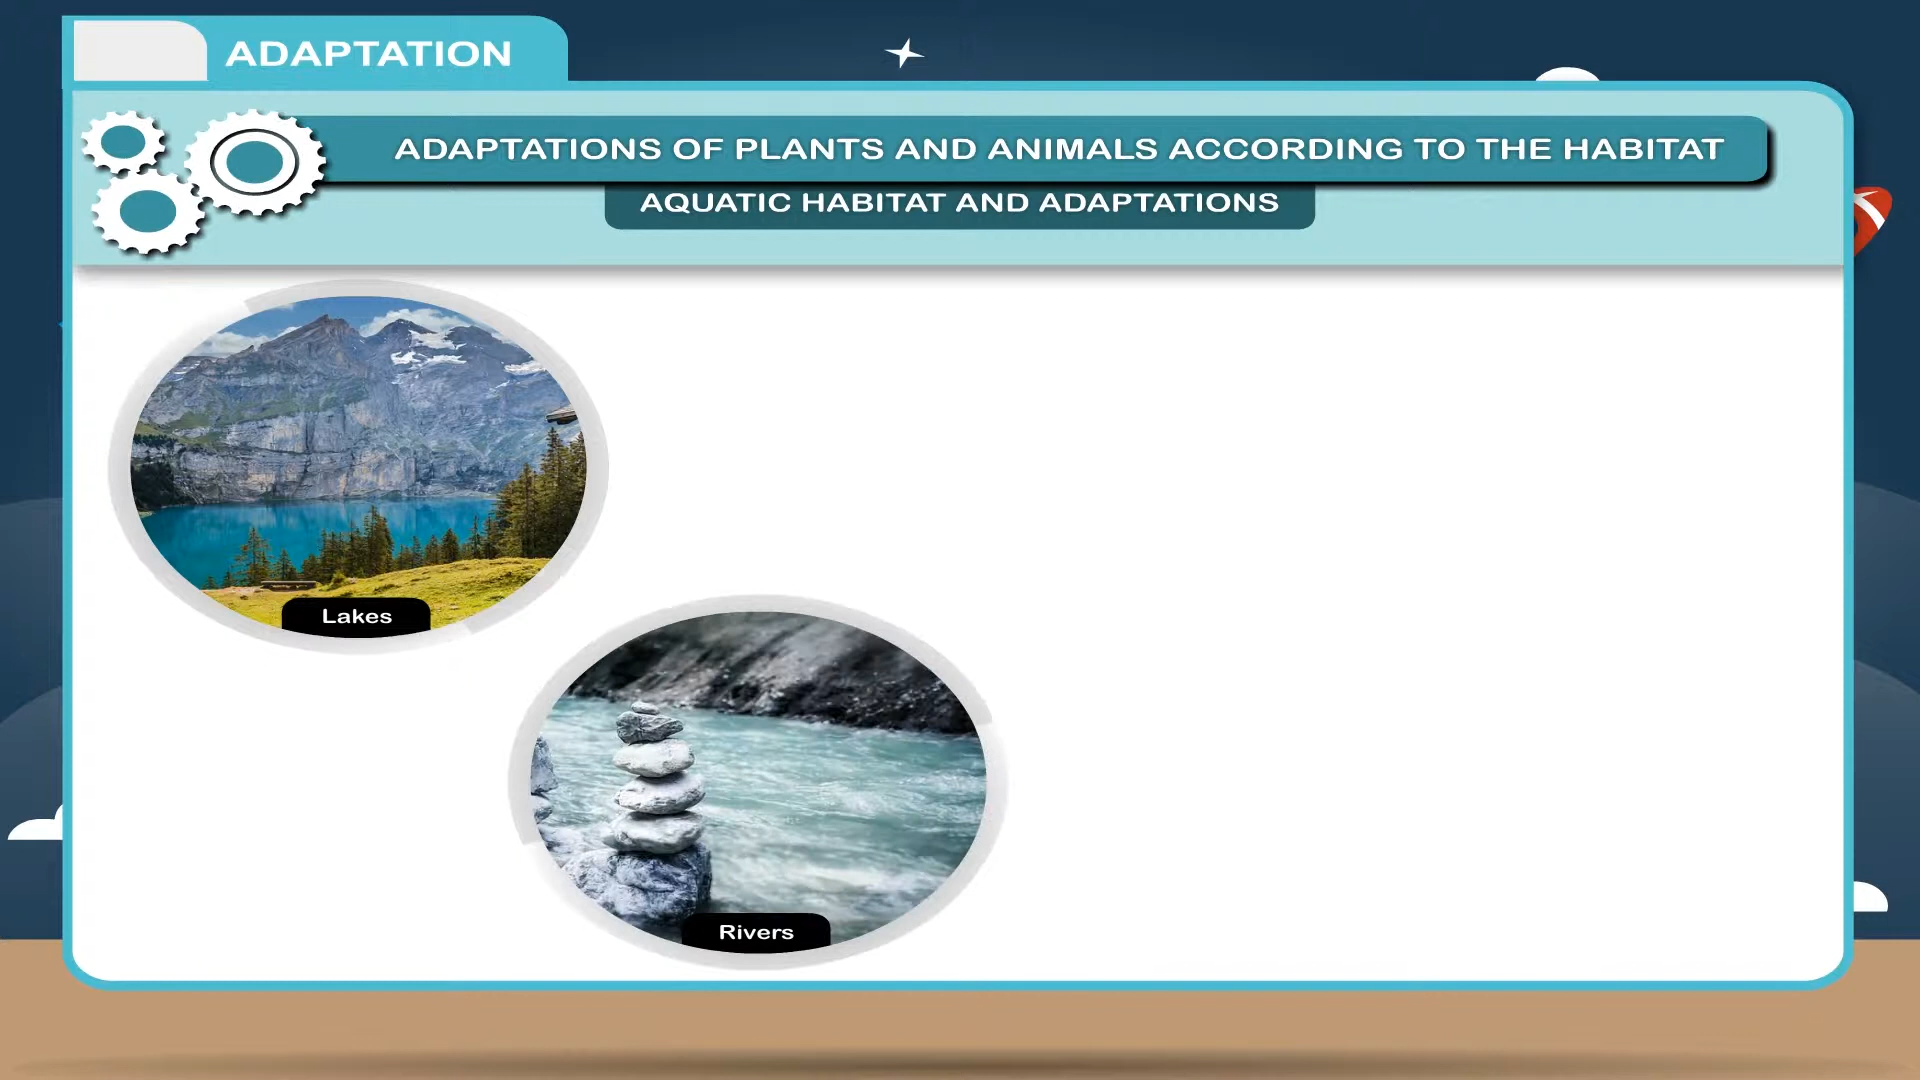 ADAPTATION
ADAPTATIONS OF PLANTS AND ANIMALS ACCORDING TO THE HABITAT
AQUATIC HABITAT AND ADAPTATIONS
Lakes
Rivers